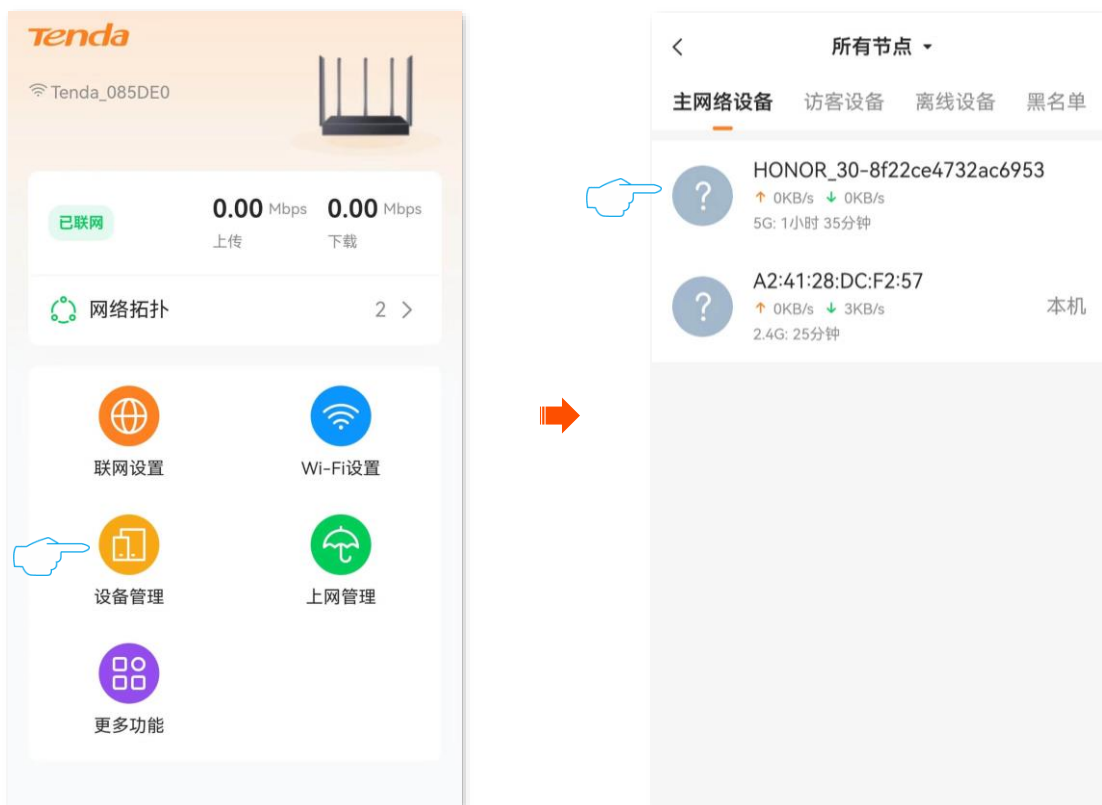 Tenda
Tenda_085DE0
已联网
0.00 Mbps
上传
0.00 Mbps
下载
网络拓扑
2
联网设置
Wi-Fi设置
设备管理
上网管理
更多功能
所有节点
主网络设备 访客设备 离线设备 黑名单
HONOR_30-8f22ce4732ac6953
↑ 0KB/s ↓ 0KB/s
5G: 1小时 35分钟
A2:41:28:DC:F2:57
↑ 0KB/s ↓ 3KB/s
本机
2.4G: 25分钟